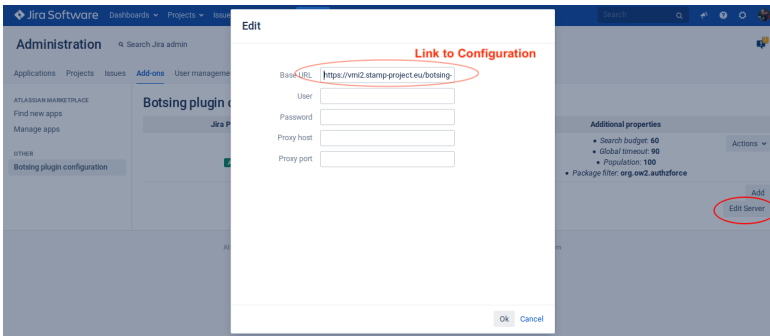 Jira Software Dashboards Projects Issue
Search
Edit
Administration
Search Jira admin
Link to Configuration
Applications Projects Issues Add-ons User manageme
Base URL https://vmi2.stamp-project.eu/botsing-
User
Password
Proxy host
Proxy port
ATLASSIAN MARKETPLACE
Find new apps
Manage apps
OTHER
Botsing plugin configuration
Botsing plugin c
Jira P
Additional properties
• Search budget: 60
• Global timeout: 90
• Population: 100
• Package filter: org.ow2.authzforce
Actions
Add
Edit Server
Ok Cancel